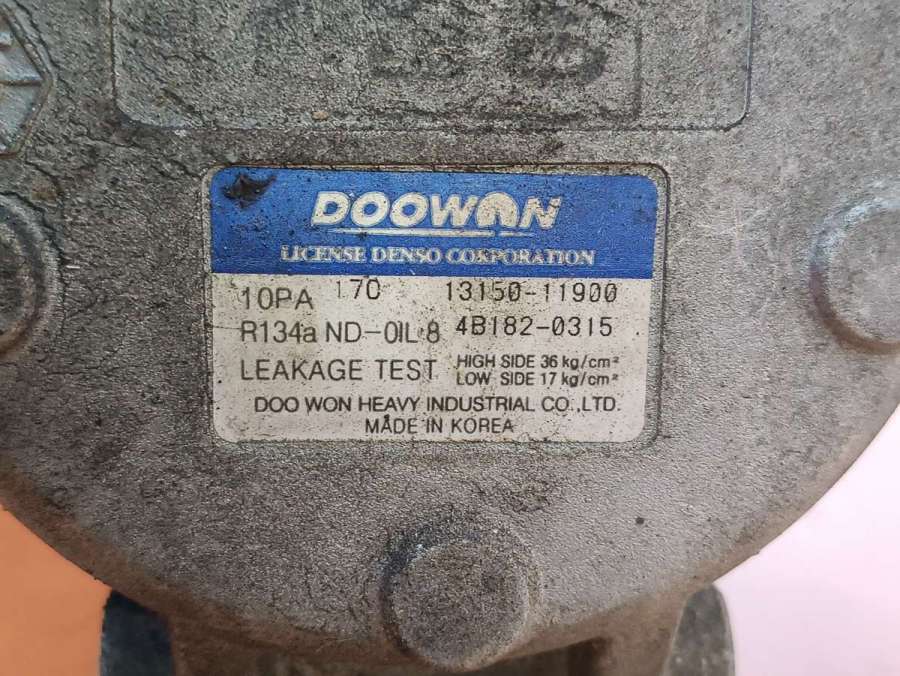 DOOWON
LICENSE DENSO CORPORATION
10PA 17C 13150-11900
R134a ND-OIL 8 4B182-0315
LEAKAGE TEST HIGH SIDE 36 kg/cm²
LOW SIDE 17 kg/cm²
DOO WON HEAVY INDUSTRIAL CO.,LTD.
MADE IN KOREA